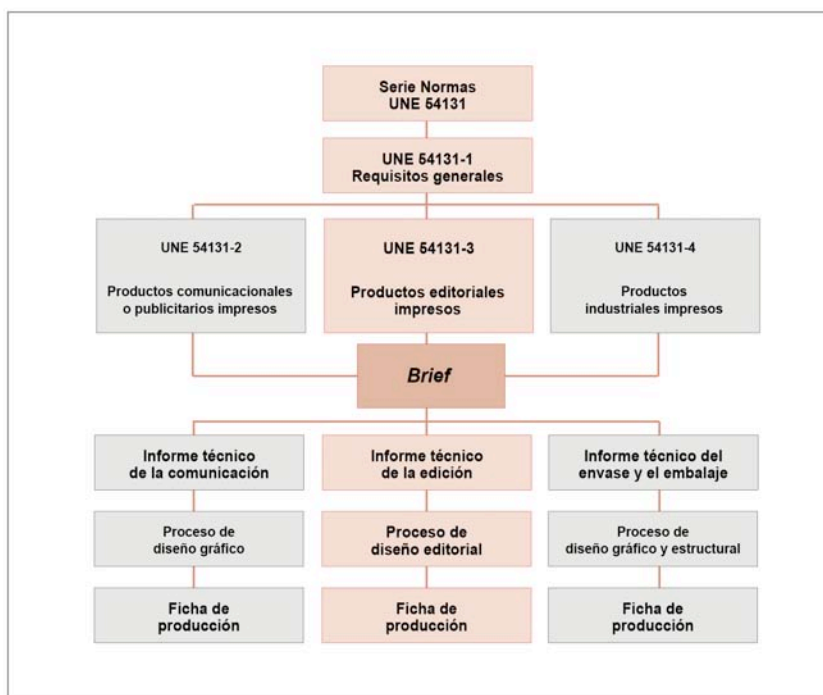 Serie Normas
UNE 54131
UNE 54131-1
Requisitos generales
UNE 54131-2
Productos comunicacionales
o publicitarios impresos
UNE 54131-3
Productos editoriales
impresos
UNE 54131-4
Productos
industriales impresos
Brief
Informe técnico
de la comunicación
Informe técnico
de la edición
Informe técnico del
envase y el embalaje
Proceso de
diseño gráfico
Proceso de
diseño editorial
Proceso de
diseño gráfico y estructural
Ficha de
producción
Ficha de
producción
Ficha de
producción